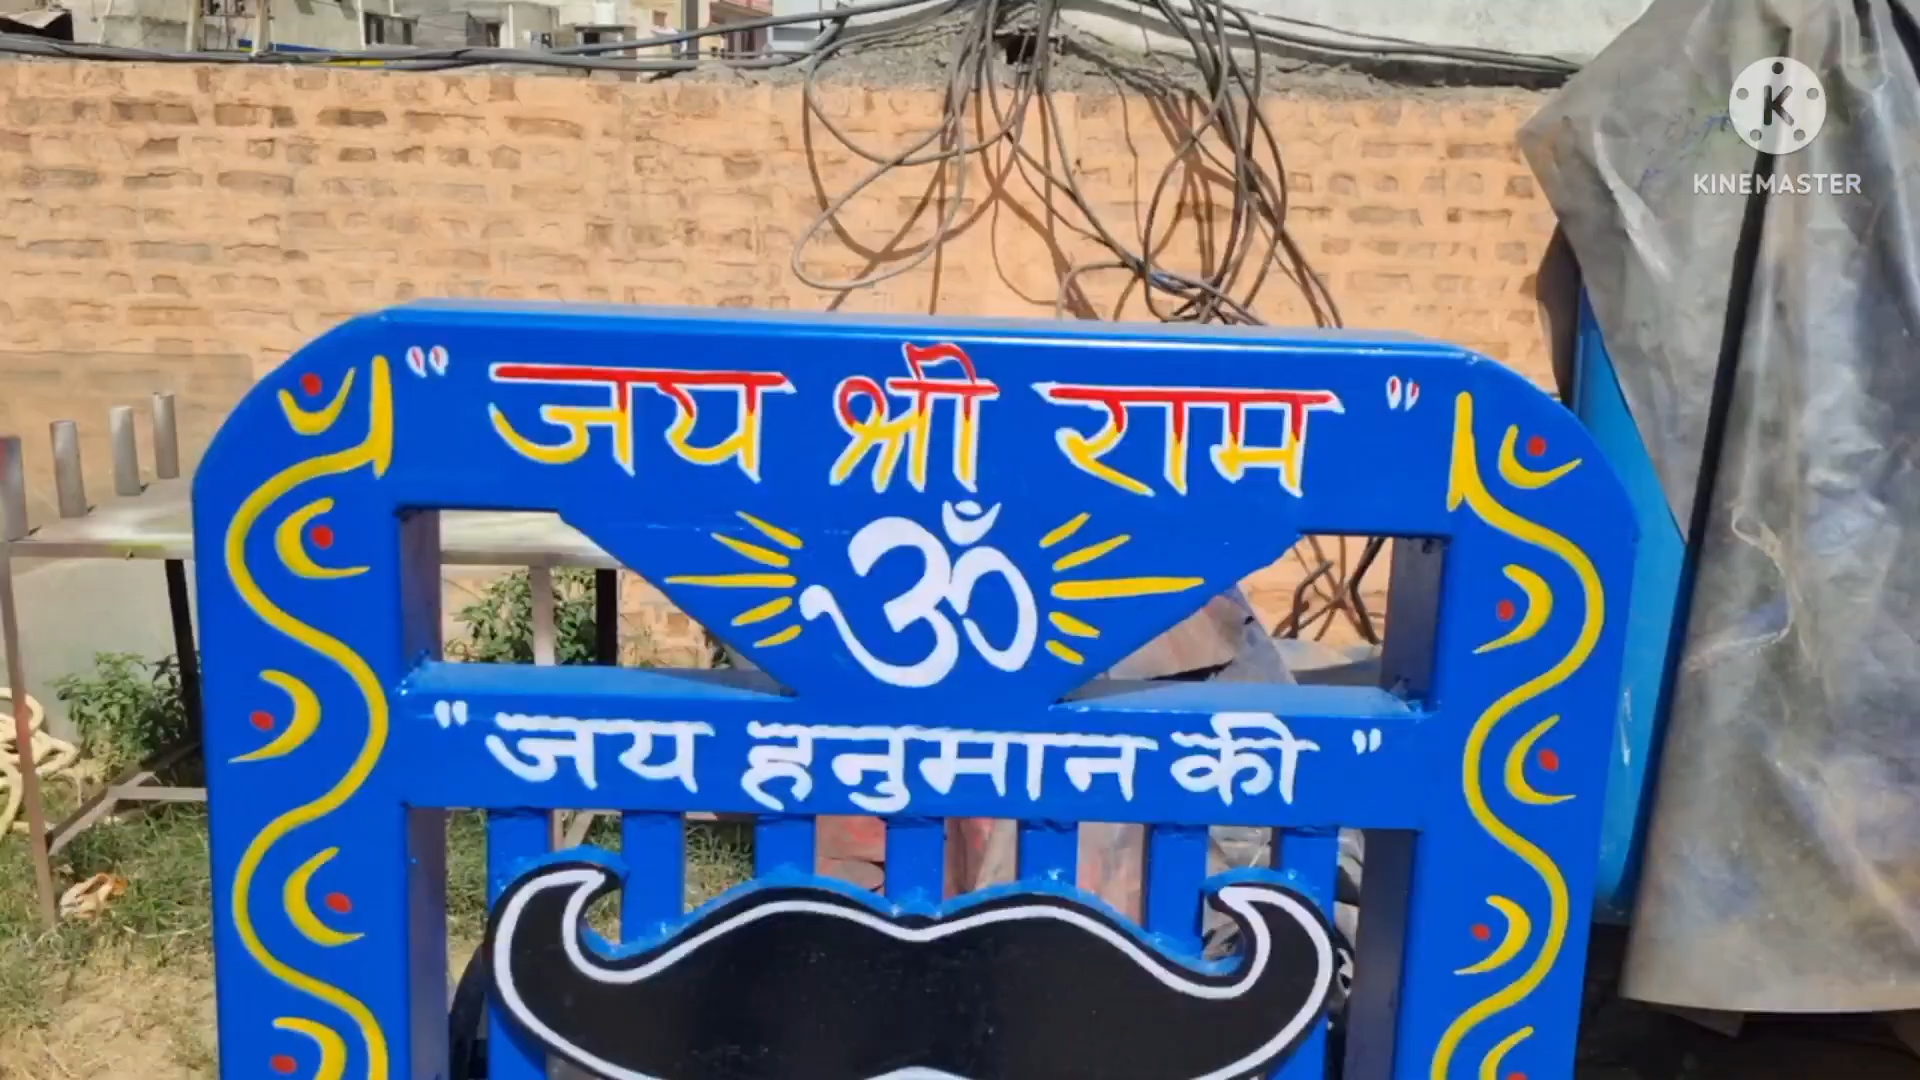 KINEMASTER
" जय श्री राम "
ॐ
" जय हनुमान की "